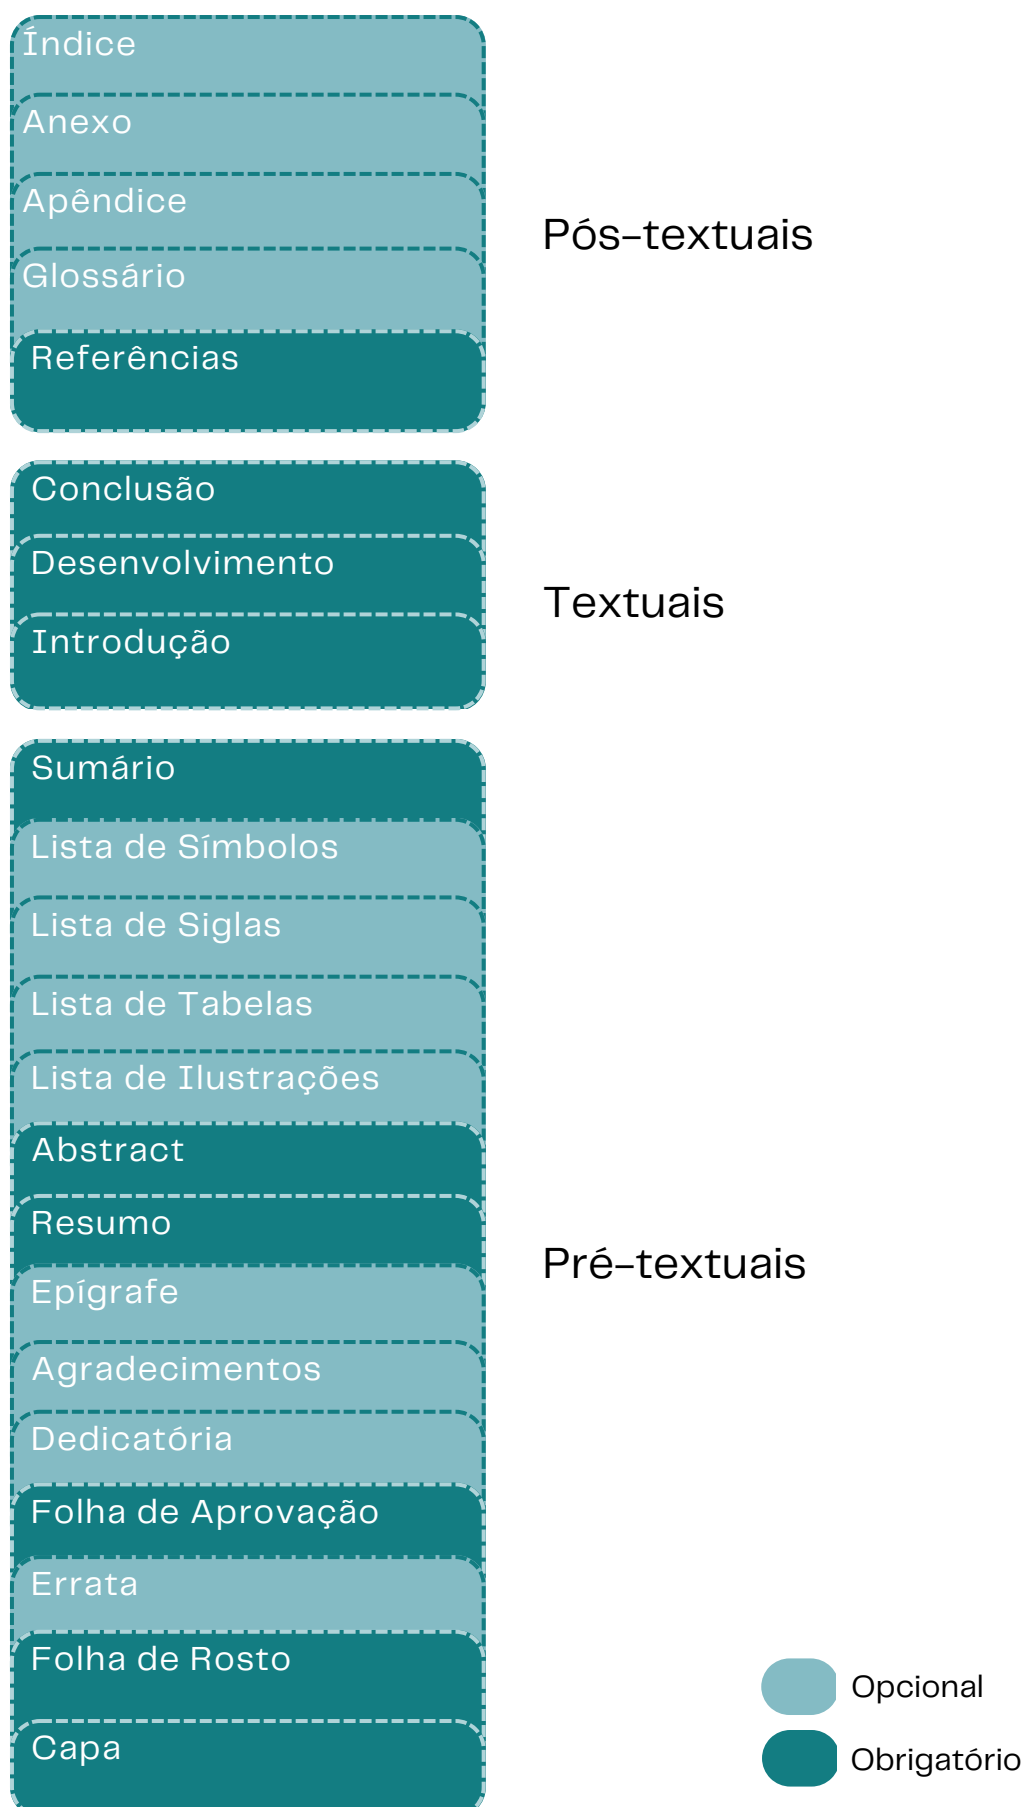 Índice
Anexo
Apêndice
Glossário
Referências
Pós-textuais
Conclusão
Desenvolvimento
Introdução
Textuais
Sumário
Lista de Símbolos
Lista de Siglas
Lista de Tabelas
Lista de Ilustrações
Abstract
Resumo
Epígrafe
Agradecimentos
Dedicatória
Folha de Aprovação
Errata
Folha de Rosto
Capa
Pré-textuais
Opcional
Obrigatório